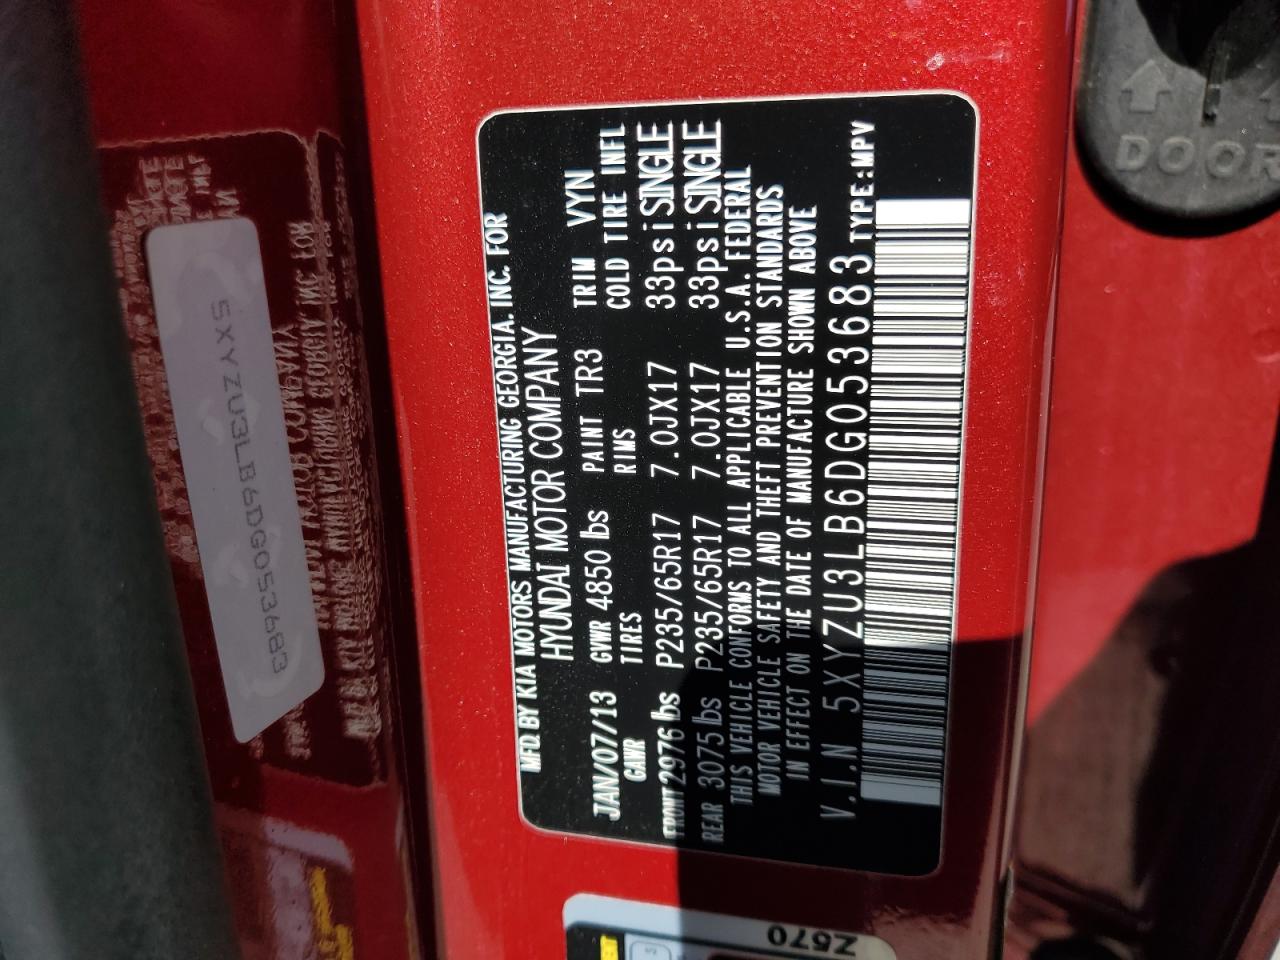 MFD BY KIA MOTORS MANUFACTURING GEORGIA. INC. FOR
HYUNDAI MOTOR COMPANY
JAN/07/13 GVWR 4850 lbs PAINT TR3 TRIM VYN
GAWR TIRES RIMS COLD TIRE INFL
FRONT 2976 lbs P235/65R17 7.0JX17 33psi SINGLE
REAR 3075 lbs P235/65R17 7.0JX17 33psi SINGLE
THIS VEHICLE CONFORMS TO ALL APPLICABLE U.S.A. FEDERAL
MOTOR VEHICLE SAFETY AND THEFT PREVENTION STANDARDS
IN EFFECT ON THE DATE OF MANUFACTURE SHOWN ABOVE
V.I.N 5XYZU3LB6DG053683 TYPE:MPV
5XYZU3LB6DG053683
DOOR
Z570